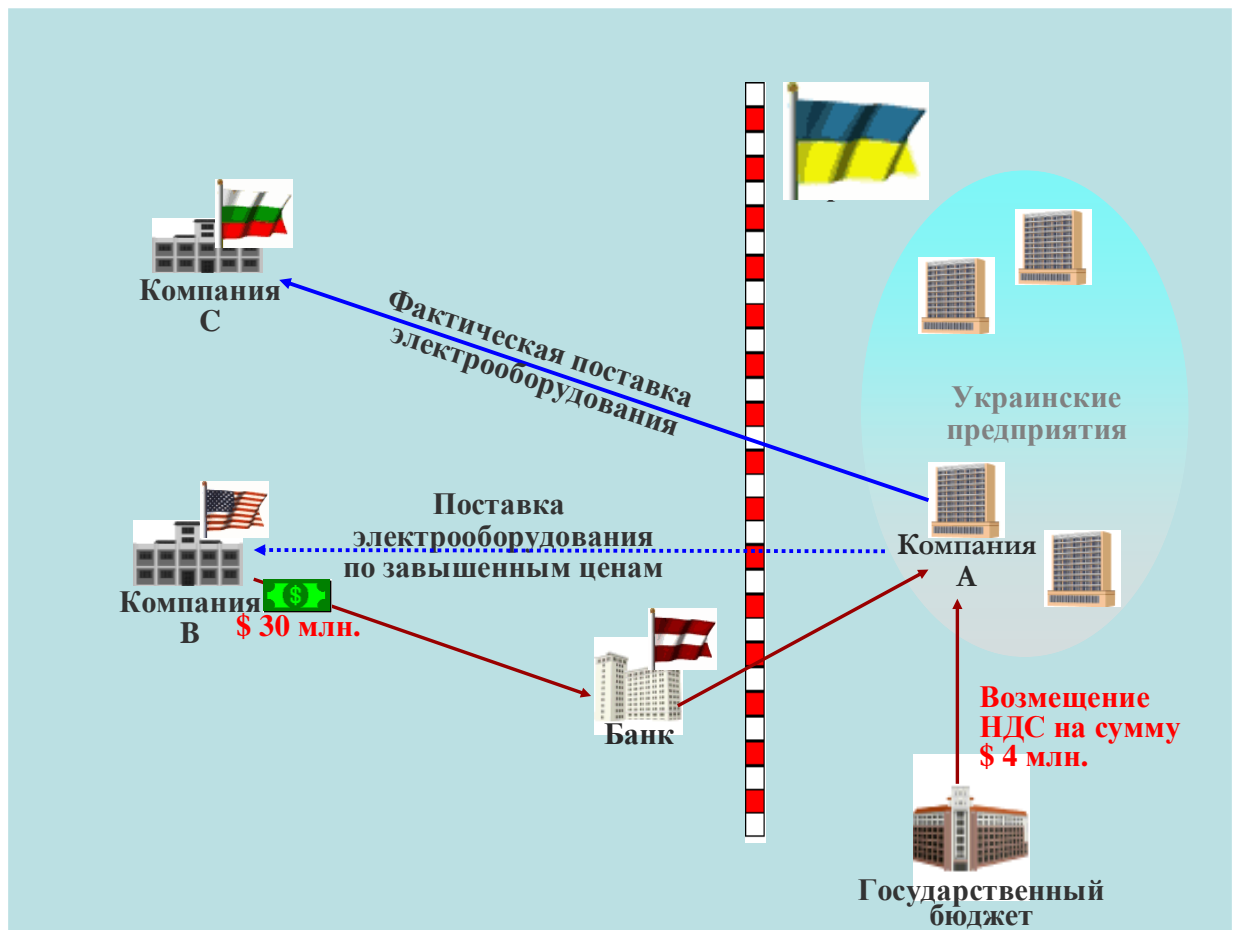 Компания
С
Фактическая поставка
электрооборудования
Украинские
предприятия
Поставка
электрооборудования
по завышенным ценам
Компания
А
Компания
В
$ 30 млн.
Банк
Возмещение
НДС на сумму
$ 4 млн.
Государственный
бюджет